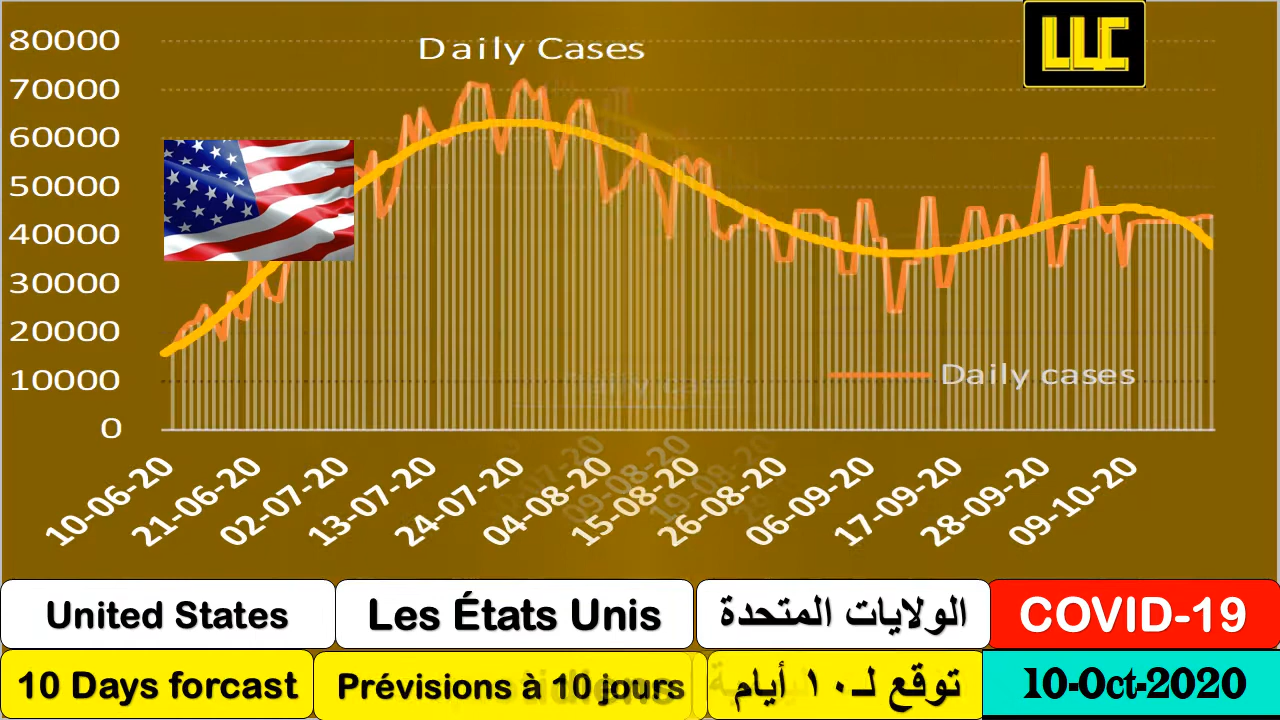 80000
70000
60000
50000
40000
30000
20000
10000
0
Daily Cases
LLC
Daily cases
10-06-20
21-06-20
02-07-20
13-07-20
24-07-20
04-08-20
15-08-20
26-08-20
06-09-20
17-09-20
28-09-20
09-10-20
United States
Les États Unis
الولايات المتحدة
COVID-19
10 Days forcast
Prévisions à 10 jours
توقع لـ ١٠ أيام
10-Oct-2020